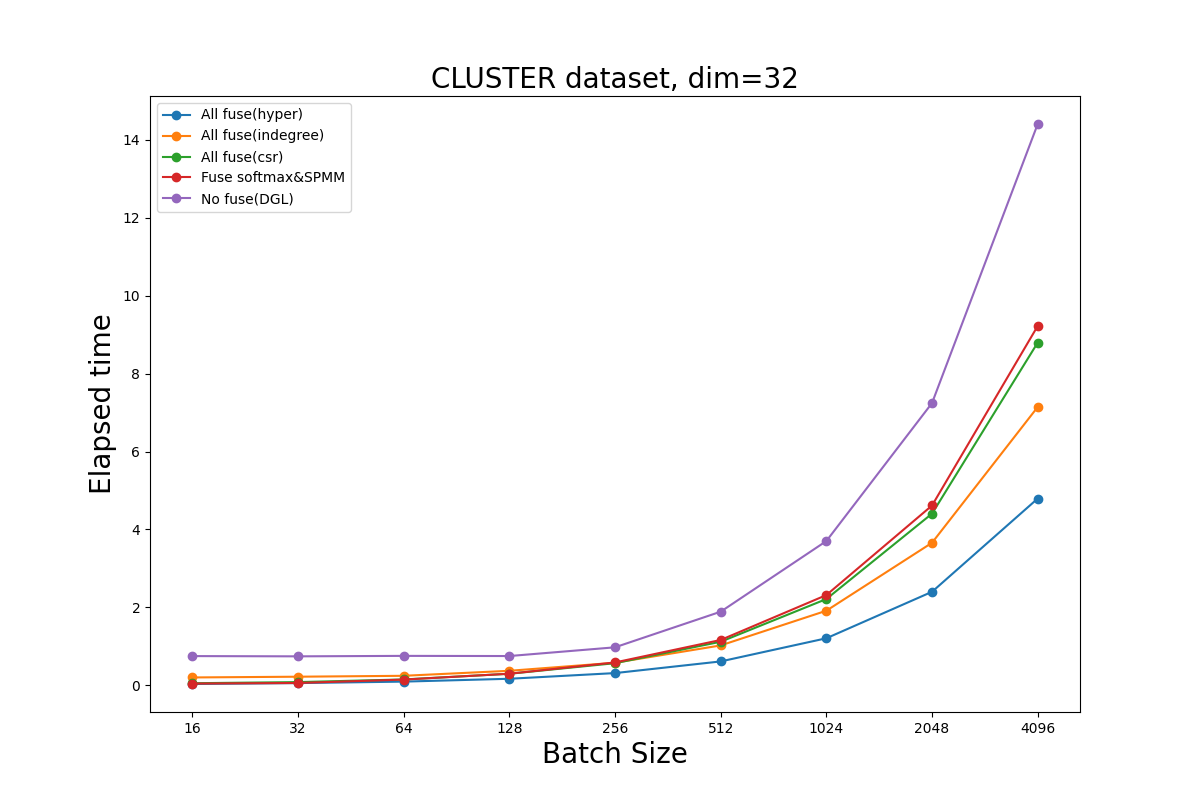 CLUSTER dataset, dim=32
All fuse(hyper)
All fuse(indegree)
All fuse(csr)
Fuse softmax&SPMM
No fuse(DGL)
Elapsed time
14
12
10
8
6
4
2
0
16 32 64 128 256 512 1024 2048 4096
Batch Size